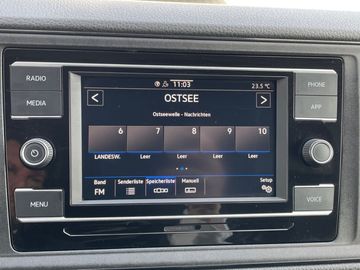 11:03
23.5 °C
RADIO
MEDIA
MENU
PHONE
APP
VOICE
OSTSEE
Ostseewelle - Nachrichten
6 7 8 9 10
LANDESW. Leer Leer Leer Leer
Band Senderliste Speicherliste Manuell Setup
FM